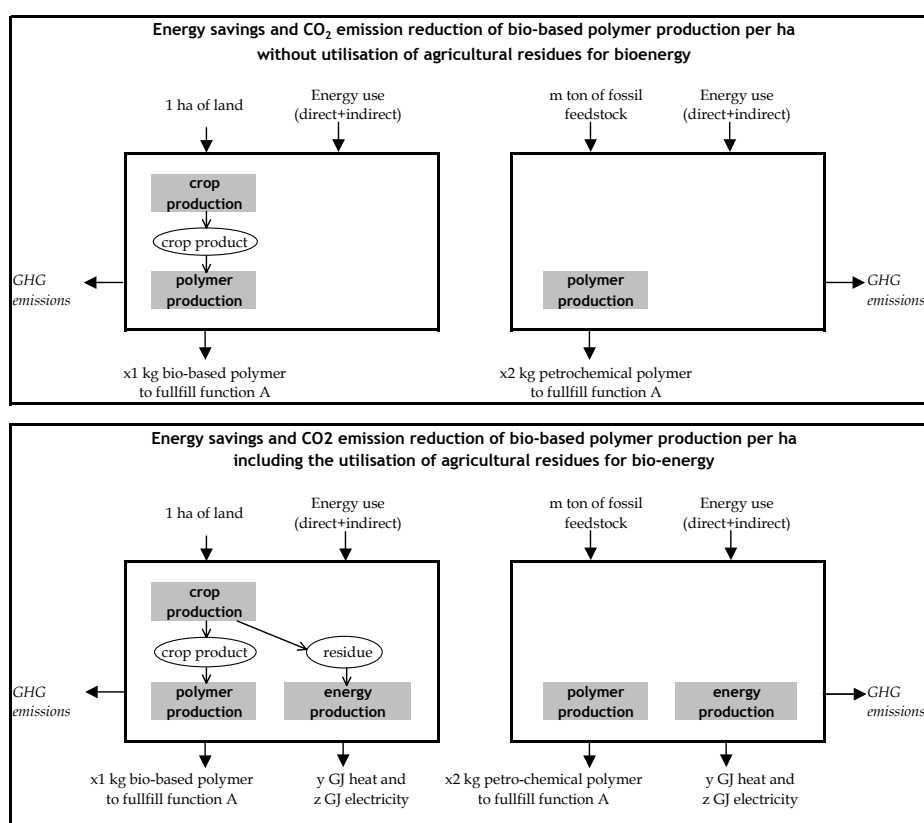 Energy savings and CO₂ emission reduction of bio-based polymer production per ha
without utilisation of agricultural residues for bioenergy
1 ha of land
Energy use
(direct+indirect)
m ton of fossil
feedstock
Energy use
(direct+indirect)
crop
production
crop product
polymer
production
GHG
emissions
polymer
production
GHG
emissions
x1 kg bio-based polymer
to fullfill function A
x2 kg petrochemical polymer
to fullfill function A
Energy savings and CO2 emission reduction of bio-based polymer production per ha
including the utilisation of agricultural residues for bio-energy
1 ha of land
Energy use
(direct+indirect)
m ton of fossil
feedstock
Energy use
(direct+indirect)
crop
production
crop product
residue
polymer
production
energy
production
GHG
emissions
polymer
production
energy
production
GHG
emissions
x1 kg bio-based polymer
to fullfill function A
y GJ heat and
z GJ electricity
x2 kg petro-chemical polymer
to fullfill function A
y GJ heat and
z GJ electricity